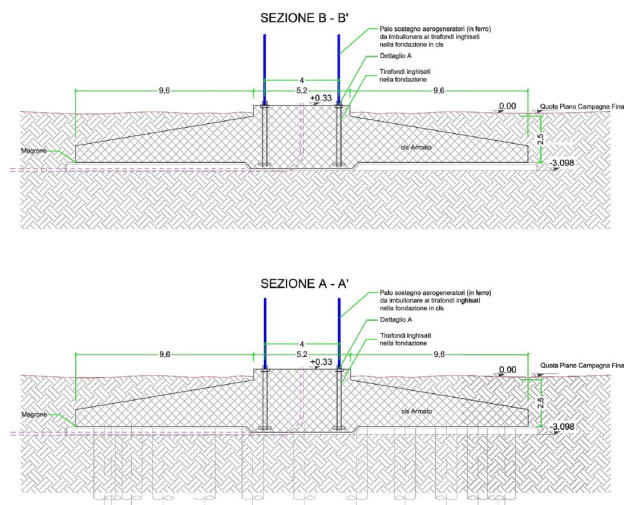 SEZIONE B - B'
Palo sostegno aerogeneratori (in ferro)
da imbullonare ai tirafondi inghisati
nella fondazione in cls
Dettaglio A
Tirafondi inghisati
nella fondazione
4
9,6
5,2
9,6
+0.33
0.00
Quota Piano Campagna Fina
2,5
cls Armato
Magrone
-3.098
SEZIONE A - A'
Palo sostegno aerogeneratori (in ferro)
da imbullonare ai tirafondi inghisati
nella fondazione in cls
Dettaglio A
Tirafondi inghisati
nella fondazione
4
9,6
5,2
9,6
+0.33
0.00
Quota Piano Campagna Fina
2,5
cls Armato
Magrone
-3.098